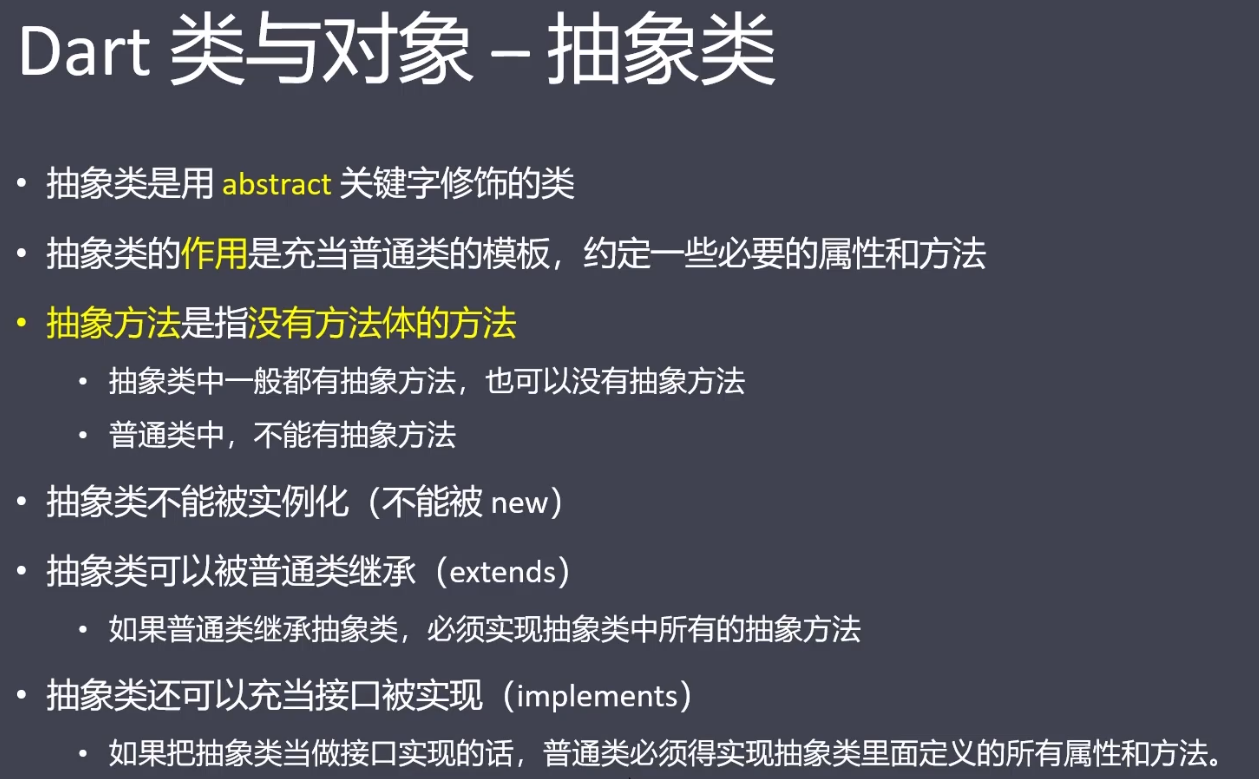 Dart 类与对象 – 抽象类
• 抽象类是用 abstract 关键字修饰的类
• 抽象类的作用是充当普通类的模板，约定一些必要的属性和方法
• 抽象方法是指没有方法体的方法
• 抽象类中一般都有抽象方法，也可以没有抽象方法
• 普通类中，不能有抽象方法
• 抽象类不能被实例化（不能被 new）
• 抽象类可以被普通类继承（extends）
• 如果普通类继承抽象类，必须实现抽象类中所有的抽象方法
• 抽象类还可以充当接口被实现（implements）
• 如果把抽象类当做接口实现的话，普通类必须得实现抽象类里面定义的所有属性和方法。